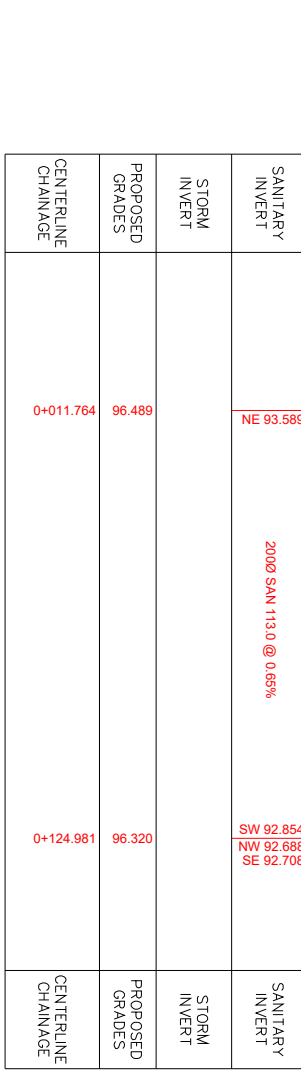 SANITARY
INVERT
STORM
INVERT
PROPOSED
GRADES
CENTERLINE
CHAINAGE
NE 93.589
96.489
0+011.764
200Ø SAN 113.0 @ 0.65%
SW 92.854
NW 92.688
SE 92.708
96.320
0+124.981
SANITARY
INVERT
STORM
INVERT
PROPOSED
GRADES
CENTERLINE
CHAINAGE